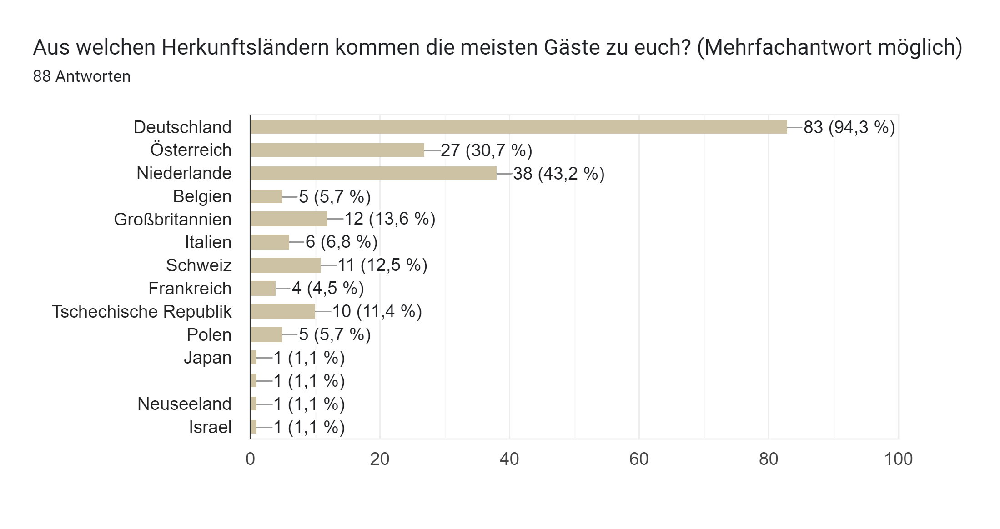 Aus welchen Herkunftsländern kommen die meisten Gäste zu euch? (Mehrfachantwort möglich)
88 Antworten
Deutschland 83 (94,3 %)
Österreich 27 (30,7 %)
Niederlande 38 (43,2 %)
Belgien 5 (5,7 %)
Großbritannien 12 (13,6 %)
Italien 6 (6,8 %)
Schweiz 11 (12,5 %)
Frankreich 4 (4,5 %)
Tschechische Republik 10 (11,4 %)
Polen 5 (5,7 %)
Japan 1 (1,1 %)
1 (1,1 %)
Neuseeland 1 (1,1 %)
Israel 1 (1,1 %)
0 20 40 60 80 100